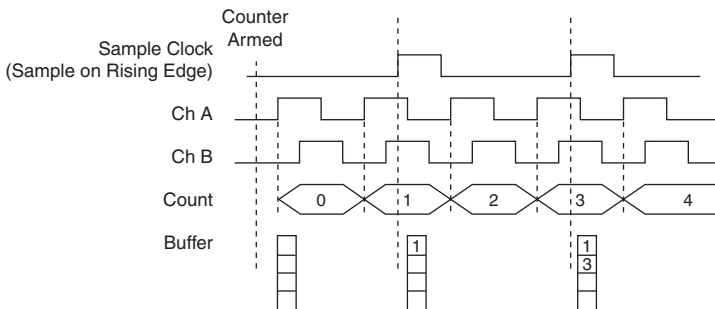 Counter
Armed
Sample Clock
(Sample on Rising Edge)
Ch A
Ch B
Count
0 1 2 3 4
Buffer
1 1
3